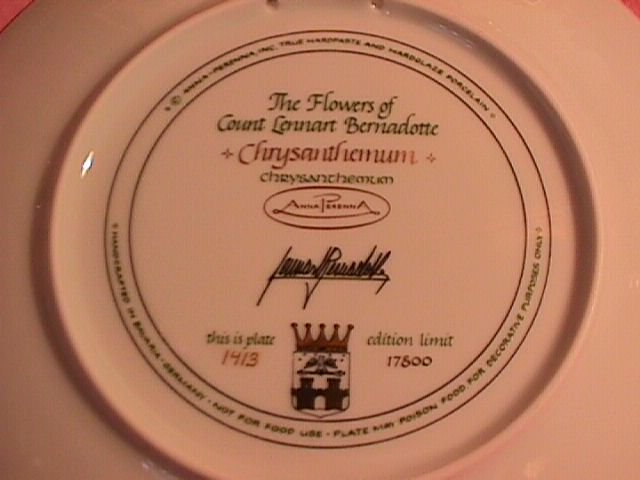 © ANNA-PERENNA, INC. TRUE HARDPASTE AND HARDGLAZE PORCELAIN
The Flowers of
Count Lennart Bernadotte
Chrysanthemum
chrysanthemum
ANNA PERENNA
Lennart Bernadotte
this is plate
1413
edition limit
17800
HANDCRAFTED IN BAVARIA - GERMANY - NOT FOR FOOD USE - PLATE MAY POISON FOOD. FOR DECORATIVE PURPOSES ONLY